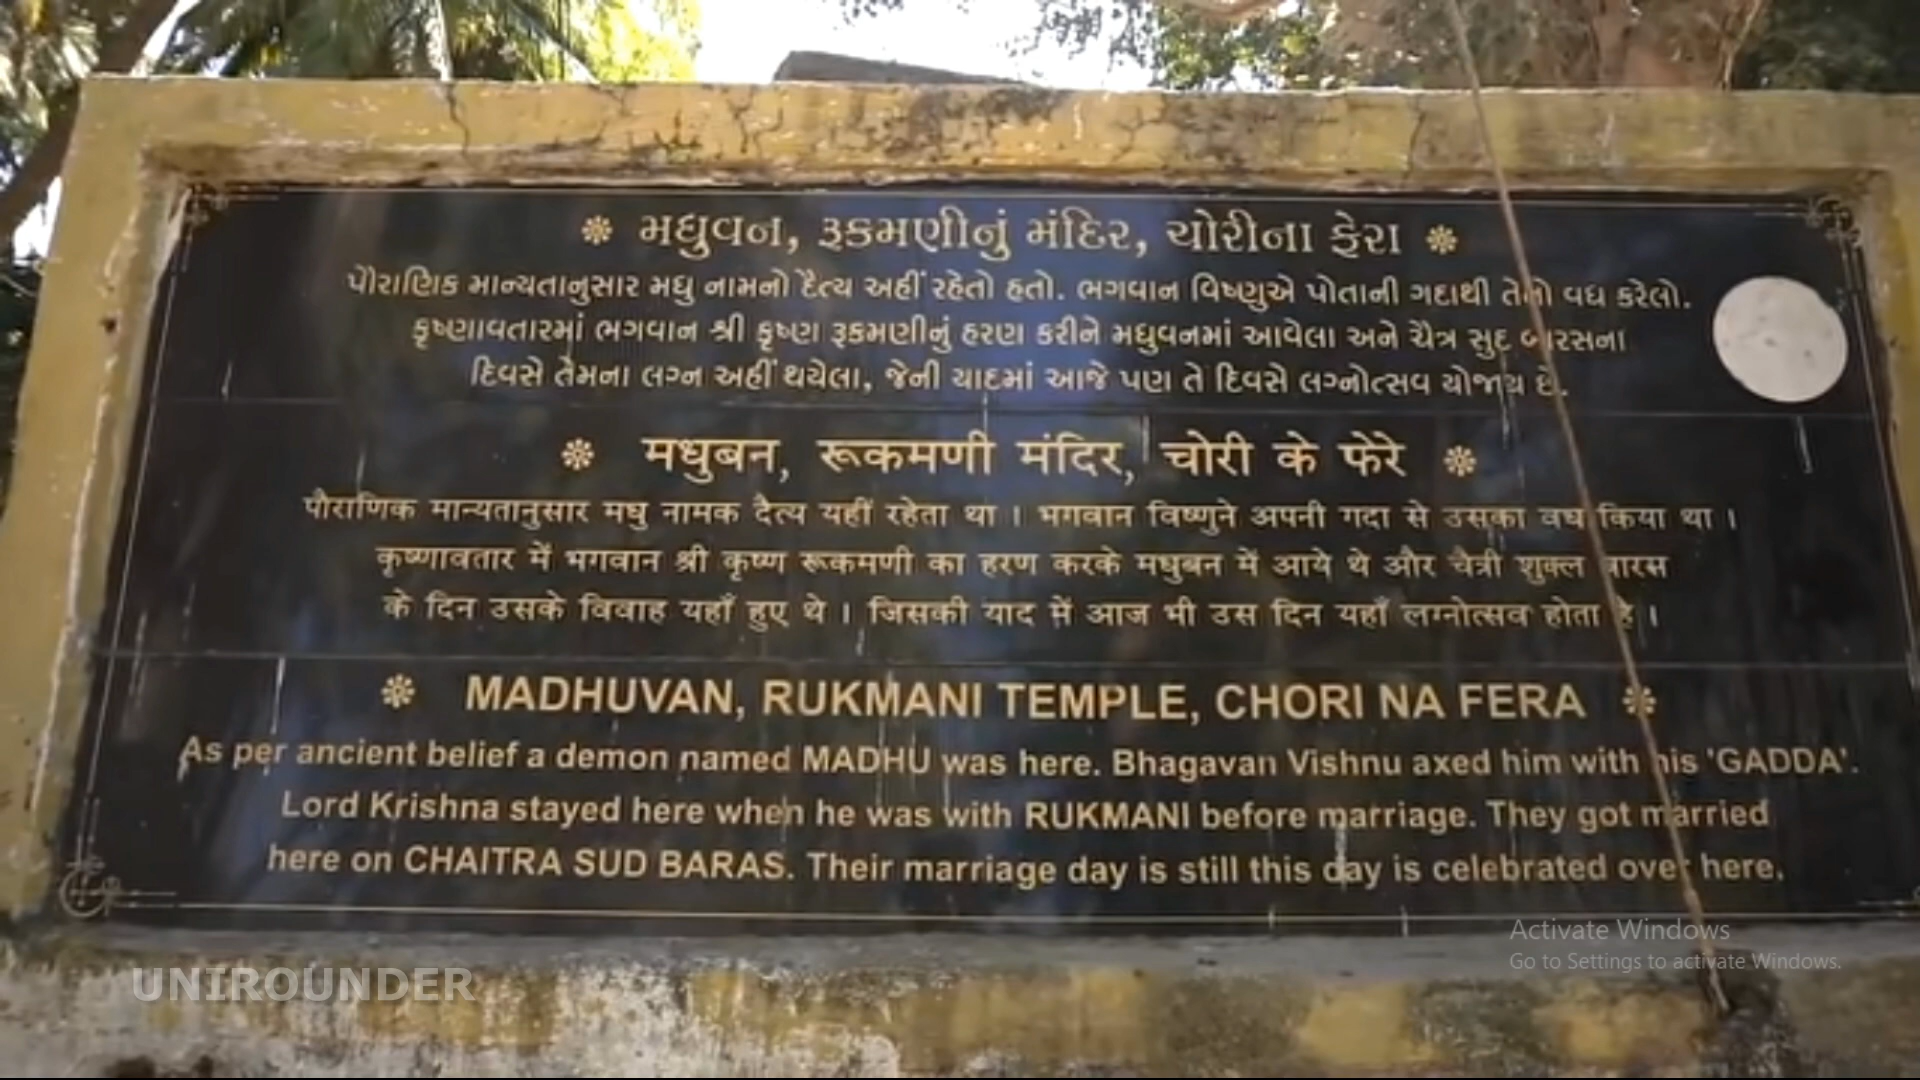 ❋ મધુવન, રૂકમણીનું મંદિર, ચોરીના ફેરા ❋
પૌરાણિક માન્યતાનુસાર મધુ નામનો દૈત્ય અહીં રહેતો હતો. ભગવાન વિષ્ણુએ પોતાની ગદાથી તેનો વધ કરેલો.
કૃષ્ણાવતારમાં ભગવાન શ્રી કૃષ્ણ રૂકમણીનું હરણ કરીને મધુવનમાં આવેલા અને ચૈત્ર સુદ બારસના
દિવસે તેમના લગ્ન અહીં થયેલા, જેની યાદમાં આજે પણ તે દિવસે લગ્નોત્સવ યોજાય છે.
❋ मधुबन, रूकमणी मंदिर, चोरी के फेरे ❋
पौराणिक मान्यतानुसार मधु नामक दैत्य यहीं रहेता था । भगवान विष्णुने अपनी गदा से उसका वध किया था ।
कृष्णावतार में भगवान श्री कृष्ण रूकमणी का हरण करके मधुबन में आये थे और चैत्री शुक्ल बारस
के दिन उसके विवाह यहाँ हुए थे । जिसकी याद में आज भी उस दिन यहाँ लग्नोत्सव होता है ।
❋ MADHUVAN, RUKMANI TEMPLE, CHORI NA FERA ❋
As per ancient belief a demon named MADHU was here. Bhagavan Vishnu axed him with his 'GADDA'.
Lord Krishna stayed here when he was with RUKMANI before marriage. They got married
here on CHAITRA SUD BARAS. Their marriage day is still this day is celebrated over here.
Activate Windows
Go to Settings to activate Windows.
UNIROUNDER